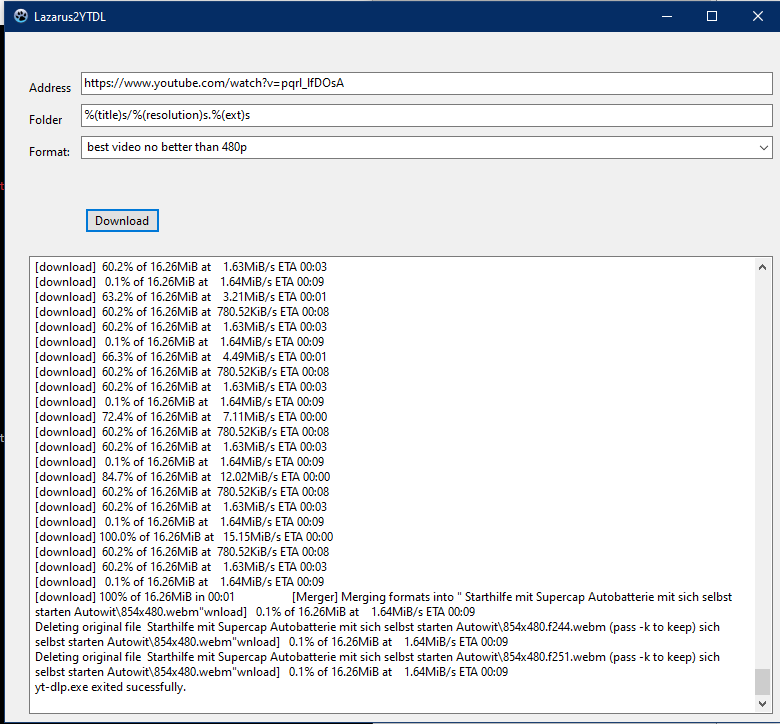 Lazarus2YTDL
Address
https://www.youtube.com/watch?v=pqrl_lfDOsA
Folder
%(title)s/%(resolution)s.%(ext)s
Format:
best video no better than 480p
Download
[download]  60.2% of 16.26MiB at    1.63MiB/s ETA 00:03
[download]   0.1% of 16.26MiB at    1.64MiB/s ETA 00:09
[download]  63.2% of 16.26MiB at    3.21MiB/s ETA 00:01
[download]  60.2% of 16.26MiB at  780.52KiB/s ETA 00:08
[download]  60.2% of 16.26MiB at    1.63MiB/s ETA 00:03
[download]   0.1% of 16.26MiB at    1.64MiB/s ETA 00:09
[download]  66.3% of 16.26MiB at    4.49MiB/s ETA 00:01
[download]  60.2% of 16.26MiB at  780.52KiB/s ETA 00:08
[download]  60.2% of 16.26MiB at    1.63MiB/s ETA 00:03
[download]   0.1% of 16.26MiB at    1.64MiB/s ETA 00:09
[download]  72.4% of 16.26MiB at    7.11MiB/s ETA 00:00
[download]  60.2% of 16.26MiB at  780.52KiB/s ETA 00:08
[download]  60.2% of 16.26MiB at    1.63MiB/s ETA 00:03
[download]   0.1% of 16.26MiB at    1.64MiB/s ETA 00:09
[download]  84.7% of 16.26MiB at   12.02MiB/s ETA 00:00
[download]  60.2% of 16.26MiB at  780.52KiB/s ETA 00:08
[download]  60.2% of 16.26MiB at    1.63MiB/s ETA 00:03
[download]   0.1% of 16.26MiB at    1.64MiB/s ETA 00:09
[download] 100.0% of 16.26MiB at   15.15MiB/s ETA 00:00
[download]  60.2% of 16.26MiB at  780.52KiB/s ETA 00:08
[download]  60.2% of 16.26MiB at    1.63MiB/s ETA 00:03
[download]   0.1% of 16.26MiB at    1.64MiB/s ETA 00:09
[download] 100% of 16.26MiB in 00:01                 [Merger] Merging formats into " Starthilfe mit Supercap Autobatterie mit sich selbst
starten Autowit\854x480.webm"wnload]   0.1% of 16.26MiB at    1.64MiB/s ETA 00:09
Deleting original file  Starthilfe mit Supercap Autobatterie mit sich selbst starten Autowit\854x480.f244.webm (pass -k to keep) sich
selbst starten Autowit\854x480.webm"wnload]   0.1% of 16.26MiB at    1.64MiB/s ETA 00:09
Deleting original file  Starthilfe mit Supercap Autobatterie mit sich selbst starten Autowit\854x480.f251.webm (pass -k to keep) sich
selbst starten Autowit\854x480.webm"wnload]   0.1% of 16.26MiB at    1.64MiB/s ETA 00:09
yt-dlp.exe exited sucessfully.